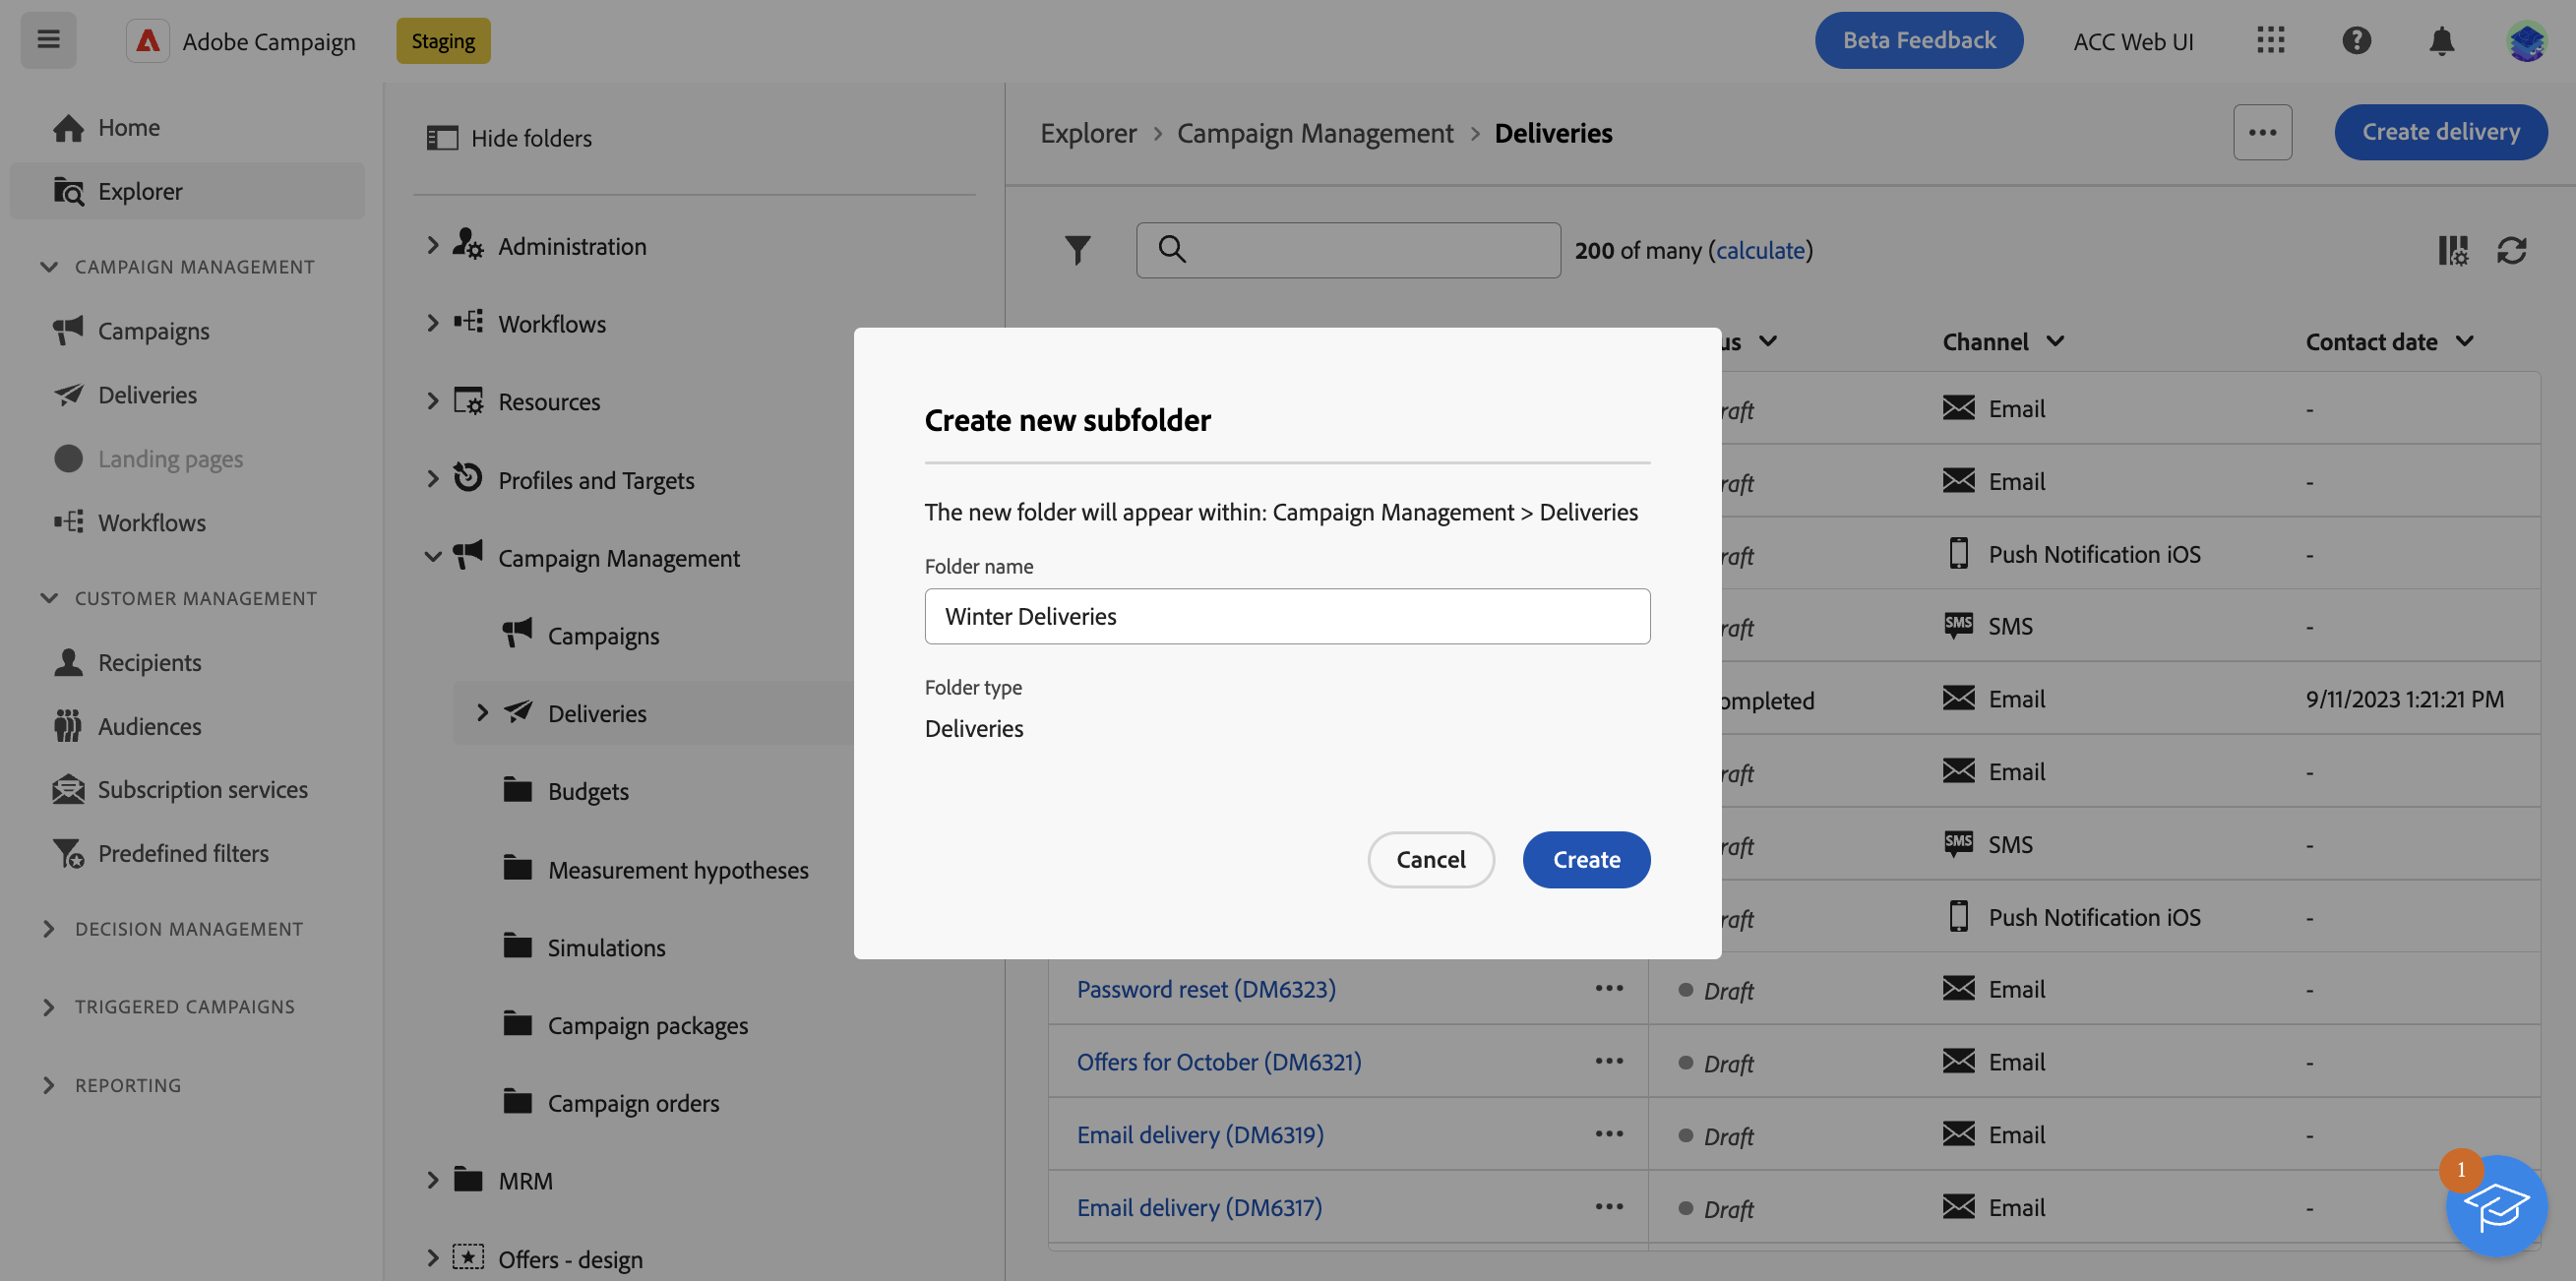 Adobe Campaign
Staging
Beta Feedback
ACC Web UI
Home
Explorer
CAMPAIGN MANAGEMENT
Campaigns
Deliveries
Landing pages
Workflows
CUSTOMER MANAGEMENT
Recipients
Audiences
Subscription services
Predefined filters
DECISION MANAGEMENT
TRIGGERED CAMPAIGNS
REPORTING
Hide folders
Administration
Workflows
Resources
Profiles and Targets
Campaign Management
Campaigns
Deliveries
Budgets
Measurement hypotheses
Simulations
Campaign packages
Campaign orders
MRM
Offers - design
Explorer > Campaign Management > Deliveries
Create delivery
200 of many (calculate)
us Channel Contact date
raft Email -
raft Email -
raft Push Notification iOS -
raft SMS SMS -
ompleted Email 9/11/2023 1:21:21 PM
raft Email -
raft SMS SMS -
raft Push Notification iOS -
Password reset (DM6323) ... Draft Email -
Offers for October (DM6321) ... Draft Email -
Email delivery (DM6319) ... Draft Email -
Email delivery (DM6317) ... Draft Email -
Create new subfolder
The new folder will appear within: Campaign Management > Deliveries
Folder name
Winter Deliveries
Folder type
Deliveries
Cancel
Create
1